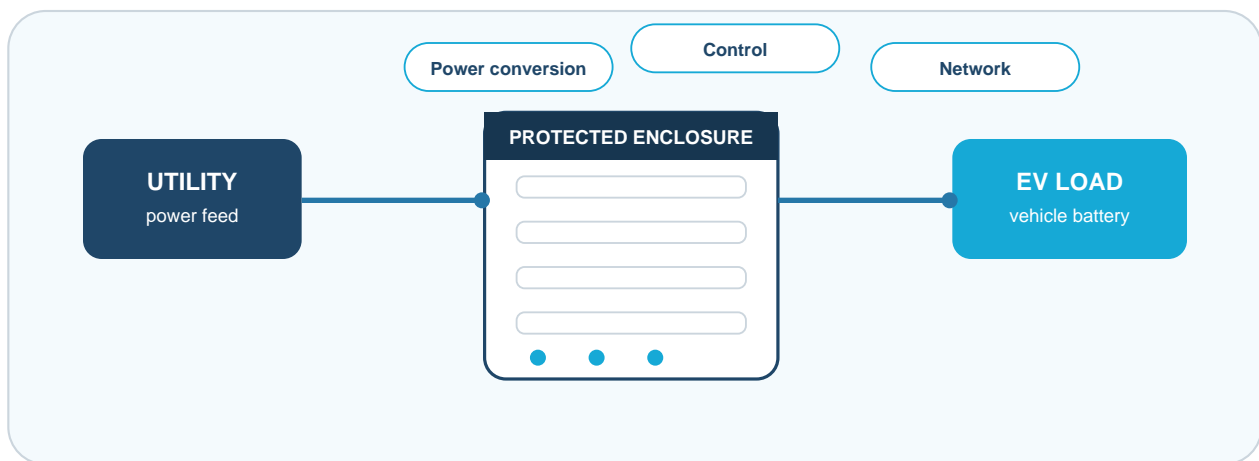 Control
Power conversion
Network
PROTECTED ENCLOSURE
UTILITY
power feed
EV LOAD
vehicle battery